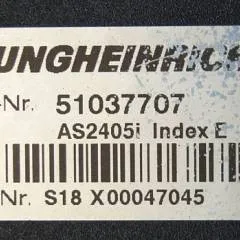 JUNGHEINRICH
-Nr. 51037707
AS2405i Index E
Nr. S18 X00047045